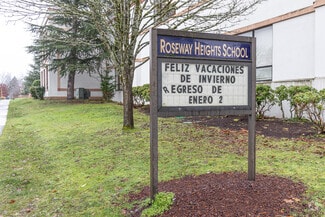 ROSEWAY HEIGHTS SCHOOL
FELIZ VACACIONES
DE INVIERNO
REGRESO DE
ENERO 2